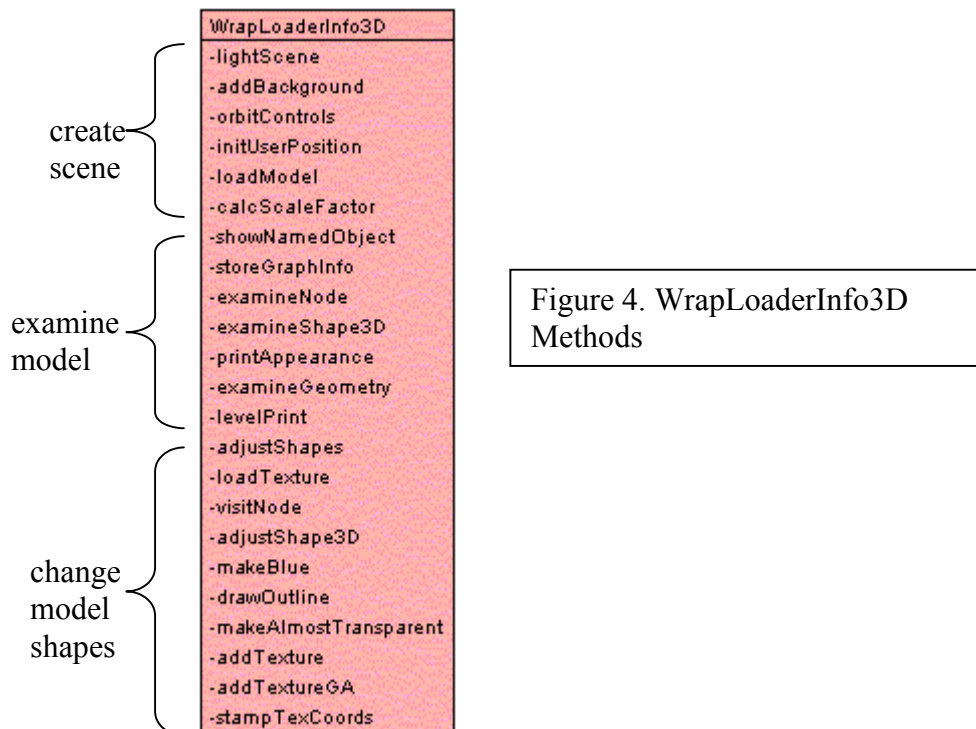 WrapLoaderInfo3D
-lightScene
-addBackground
-orbitControls
-initUserPosition
-loadModel
-calcScaleFactor
-showNamedObject
-storeGraphInfo
-examineNode
-examineShape3D
-printAppearance
-examineGeometry
-levelPrint
-adjustShapes
-loadTexture
-visitNode
-adjustShape3D
-makeBlue
-drawOutline
-makeAlmostTransparent
-addTexture
-addTextureGA
-stampTexCoords
create
scene
examine
model
change
model
shapes
Figure 4. WrapLoaderInfo3D
Methods